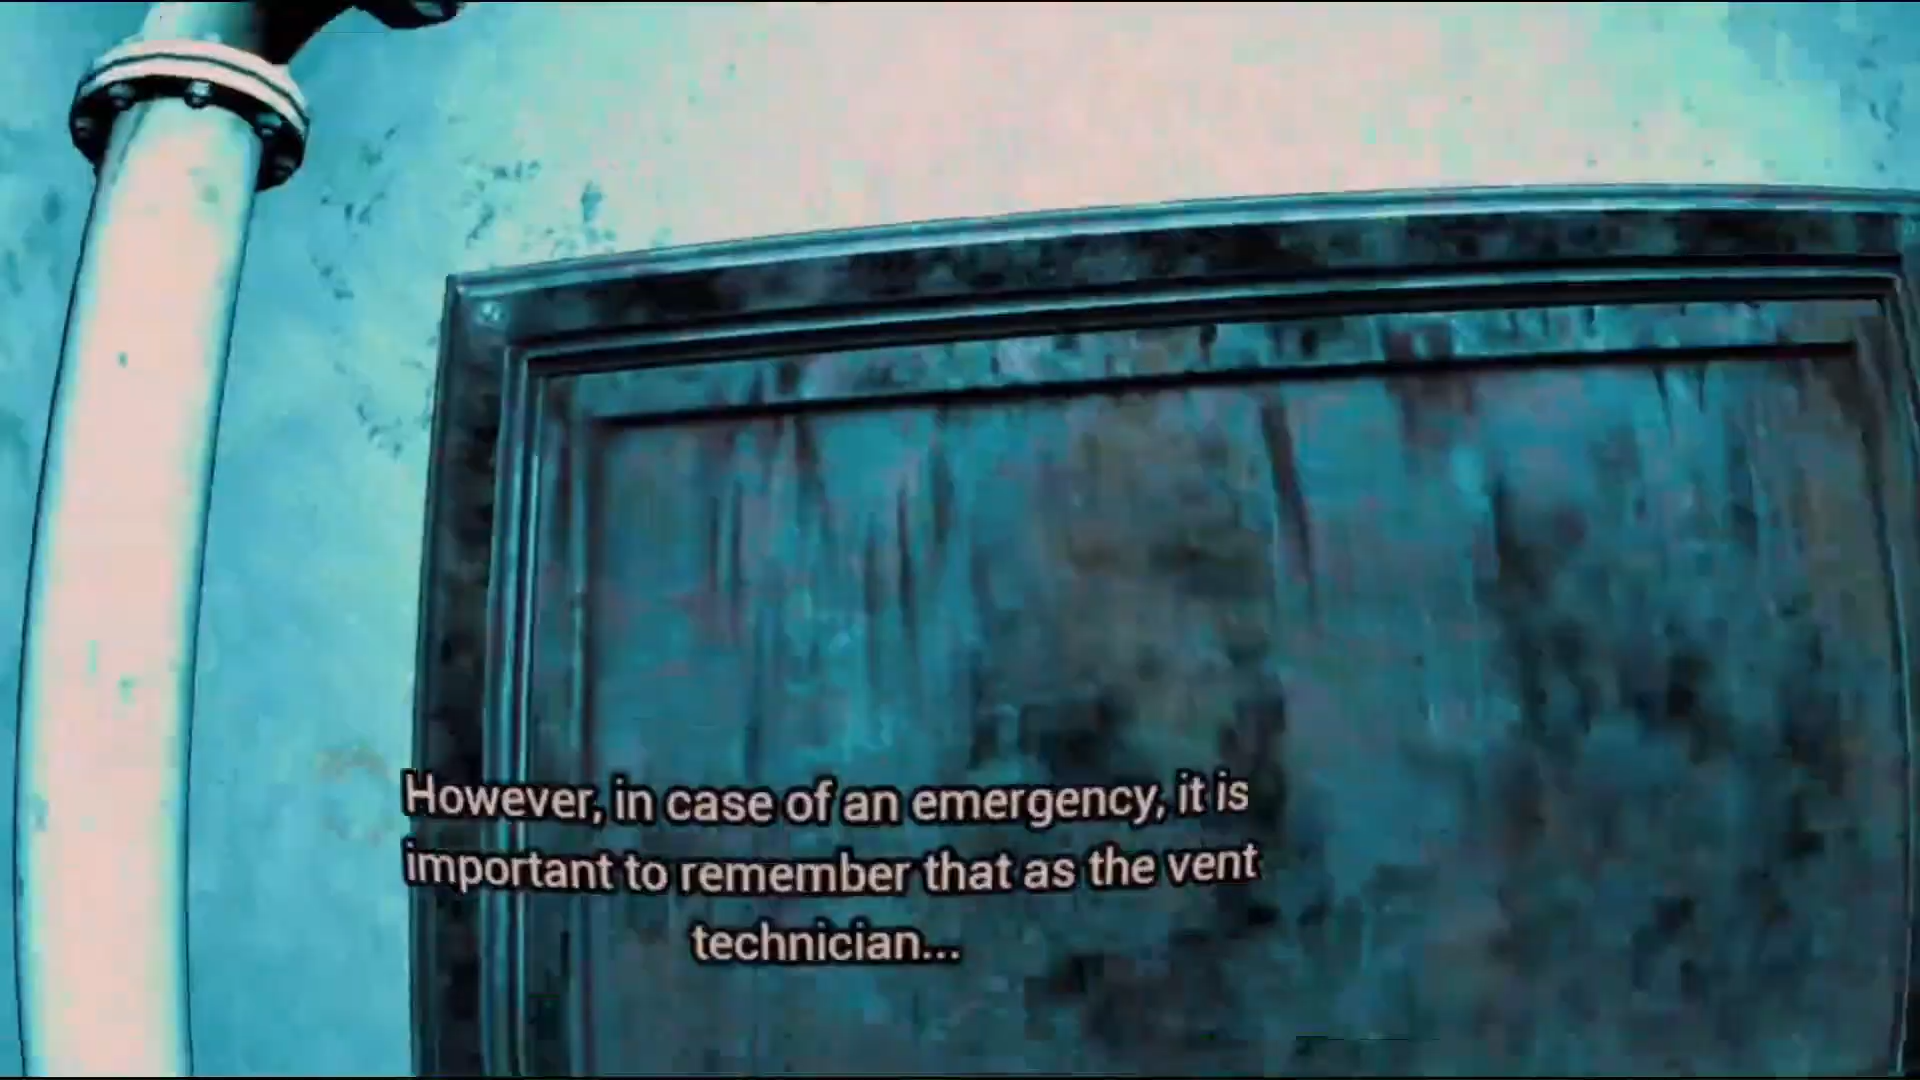 However, in case of an emergency, it is
important to remember that as the vent
technician...